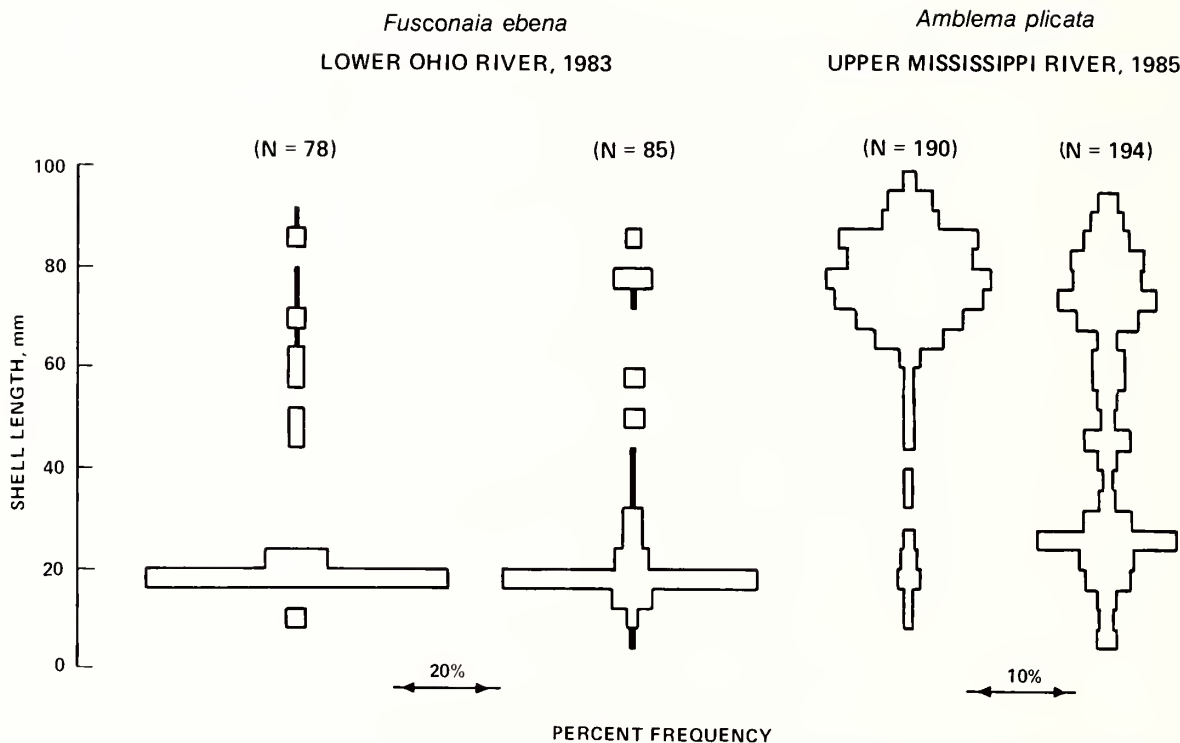 Fusconaia ebena
LOWER OHIO RIVER, 1983
Amblema plicata
UPPER MISSISSIPPI RIVER, 1985
(N = 78)
(N = 85)
(N = 190)
(N = 194)
SHELL LENGTH, mm
100
80
60
40
20
0
20%
10%
PERCENT FREQUENCY